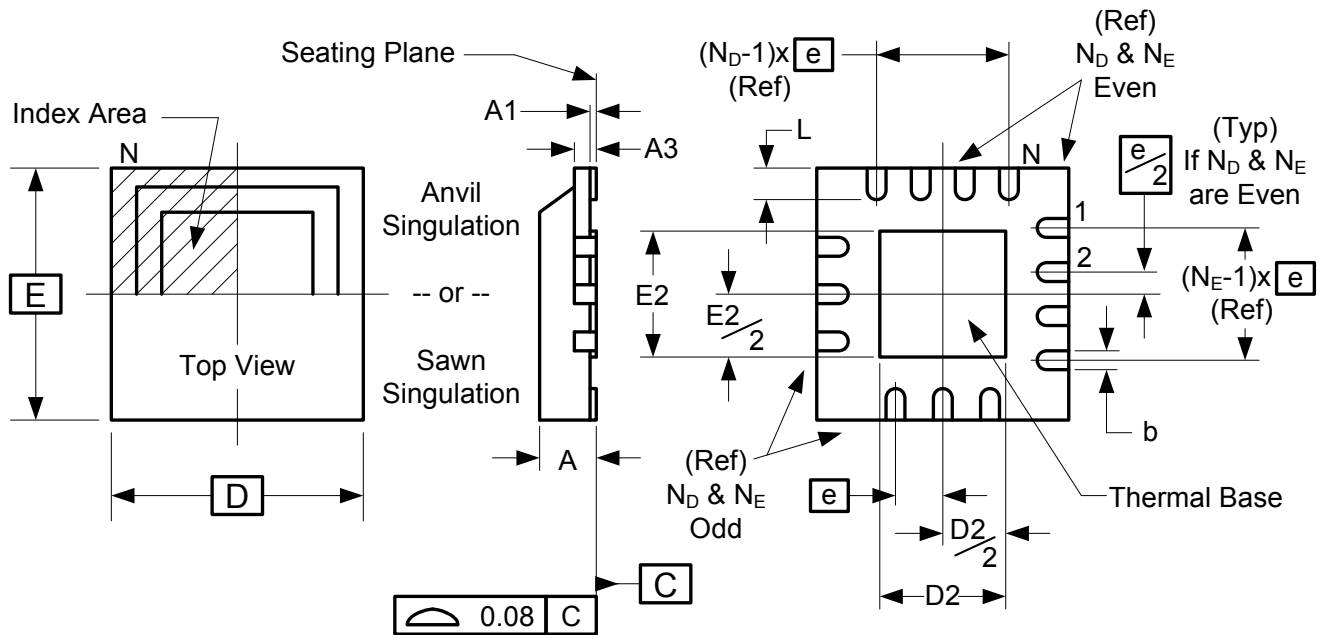 Seating Plane
Index Area
N
A1
A3
Anvil
Singulation
-- or --
Sawn
Singulation
E
Top View
D
A
C
0.08 C
(N_D-1)x e
(Ref)
(Ref)
N_D & N_E
Even
L
N
e/2
(Typ)
If N_D & N_E
are Even
1
2
(N_E-1)x e
(Ref)
E2
E2/2
b
(Ref)
N_D & N_E
Odd
e
Thermal Base
D2/2
D2